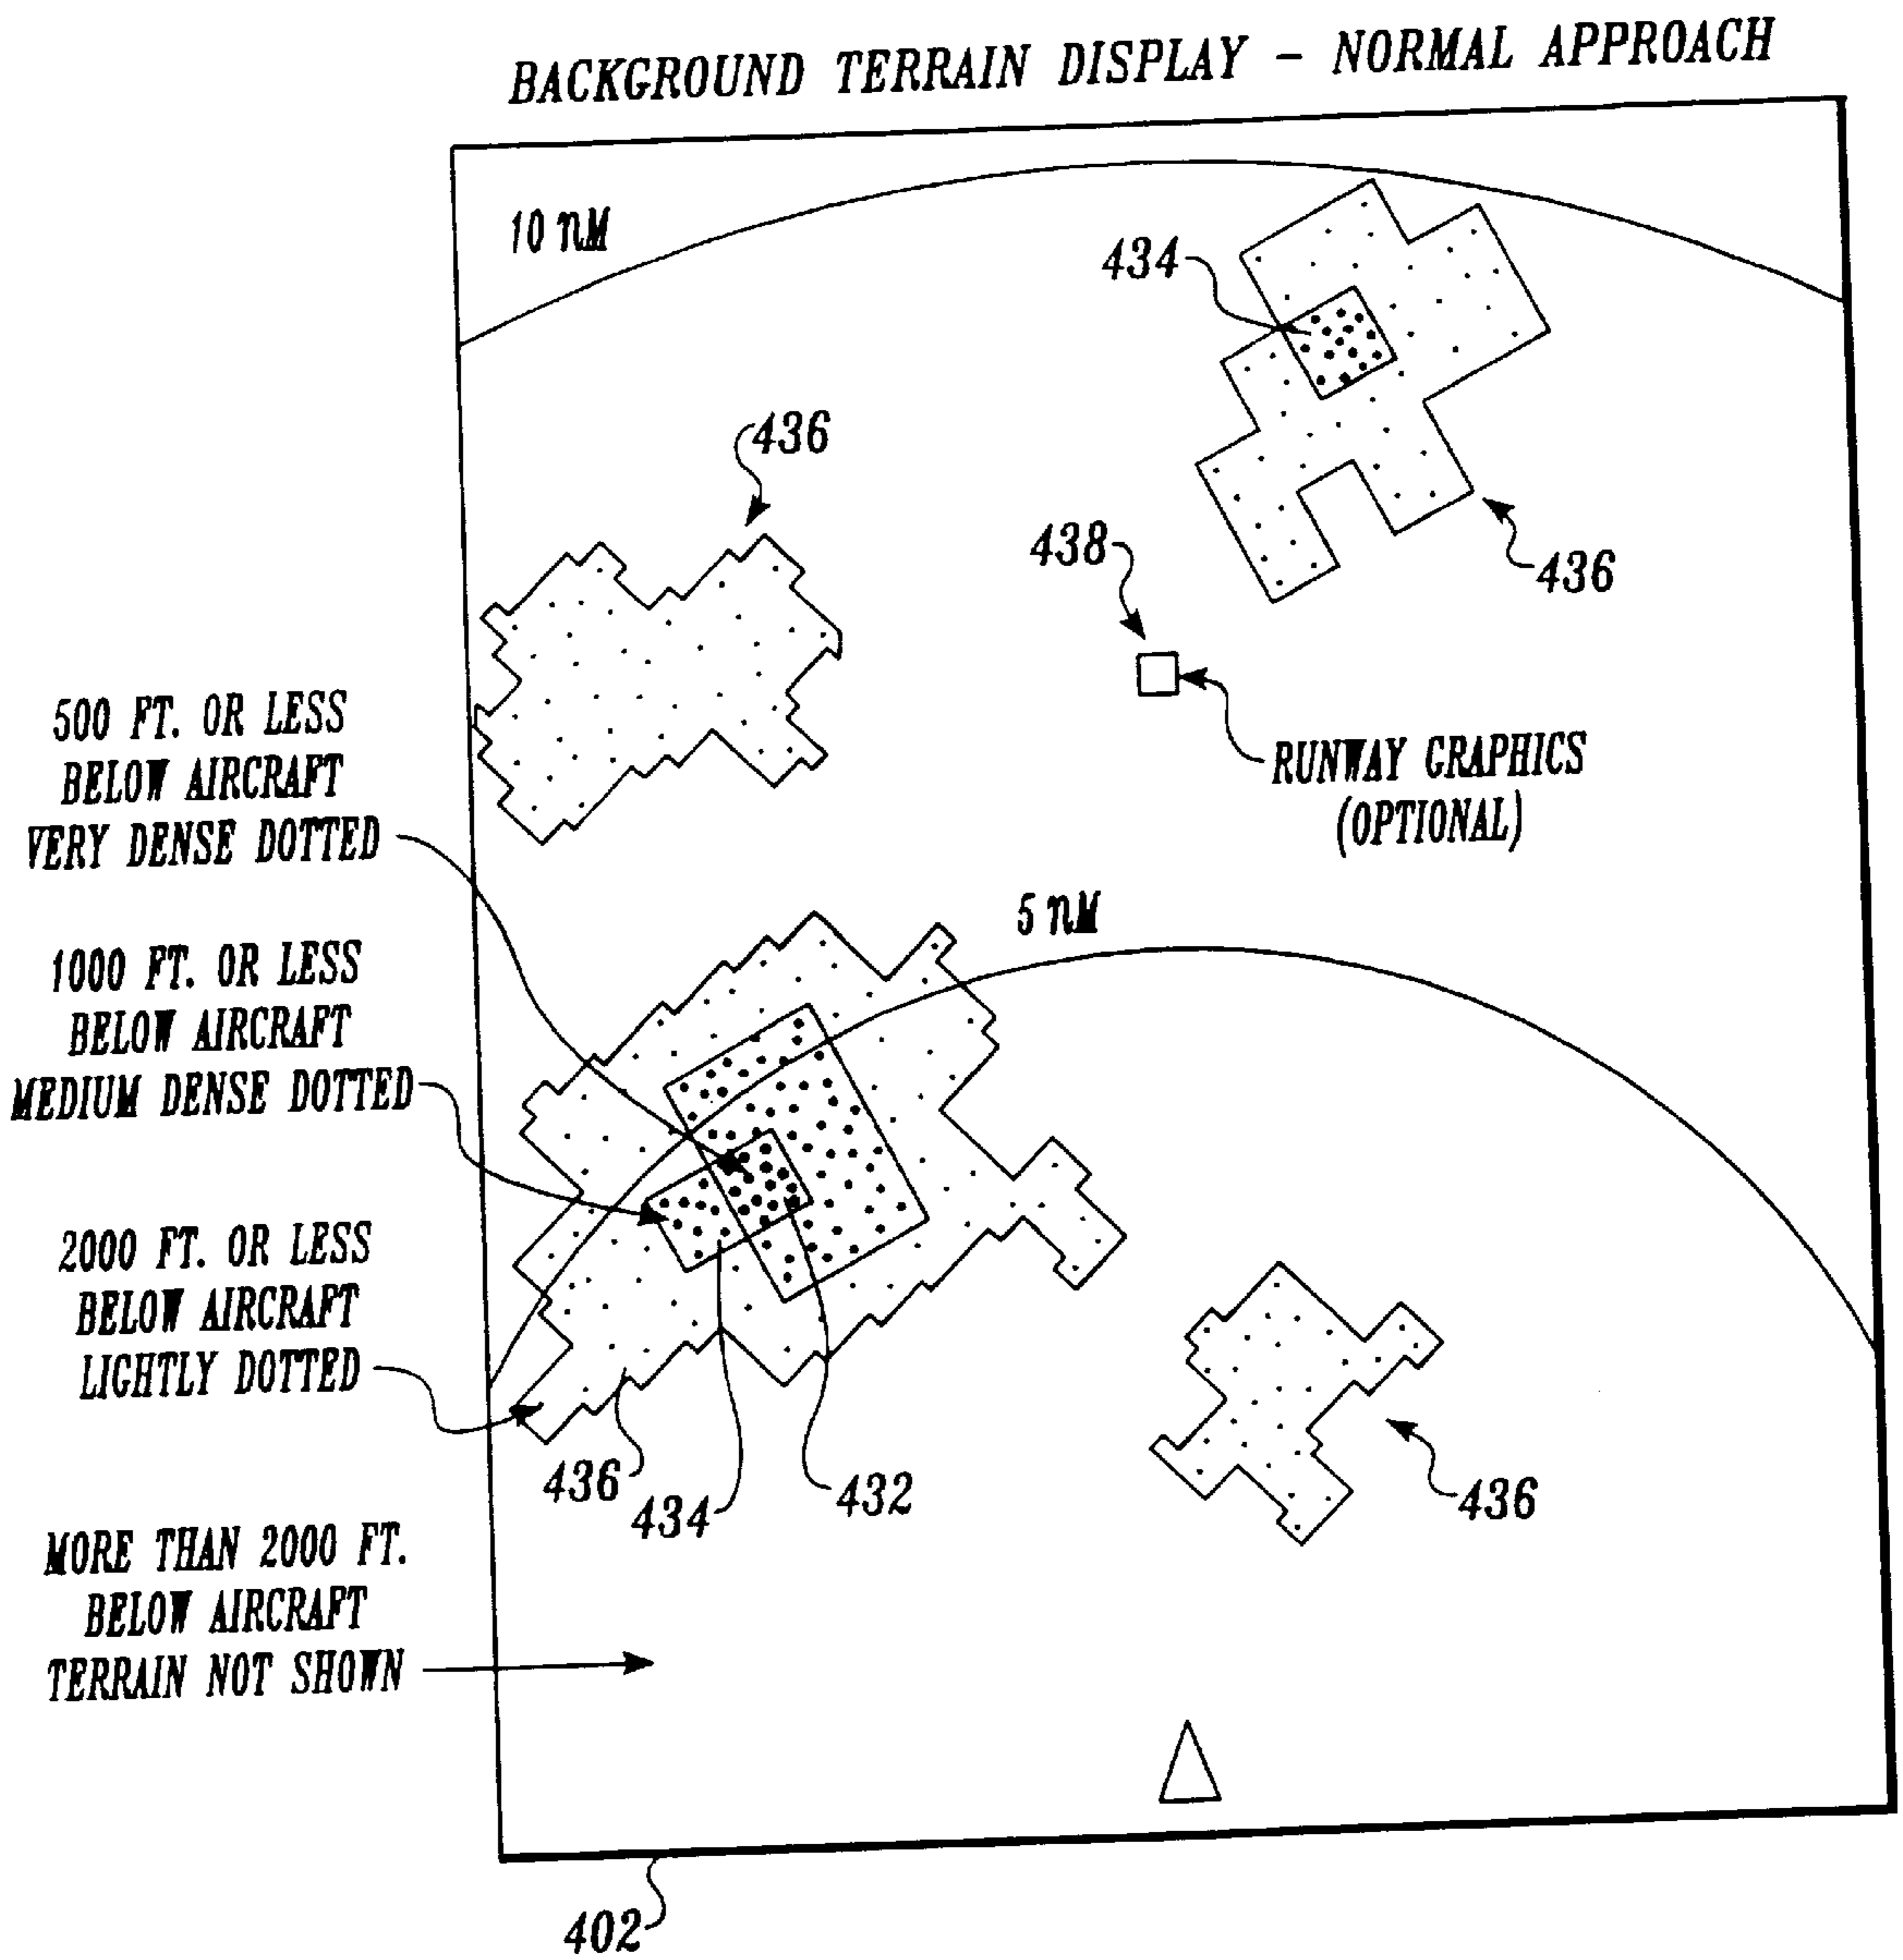 BACKGROUND TERRAIN DISPLAY - NORMAL APPROACH
10 nM
434
436
438
436
500 FT. OR LESS
BELOW AIRCRAFT
VERY DENSE DOTTED
RUNWAY GRAPHICS
(OPTIONAL)
5 nM
1000 FT. OR LESS
BELOW AIRCRAFT
MEDIUM DENSE DOTTED
2000 FT. OR LESS
BELOW AIRCRAFT
LIGHTLY DOTTED
436
434
432
436
MORE THAN 2000 FT.
BELOW AIRCRAFT
TERRAIN NOT SHOWN
402